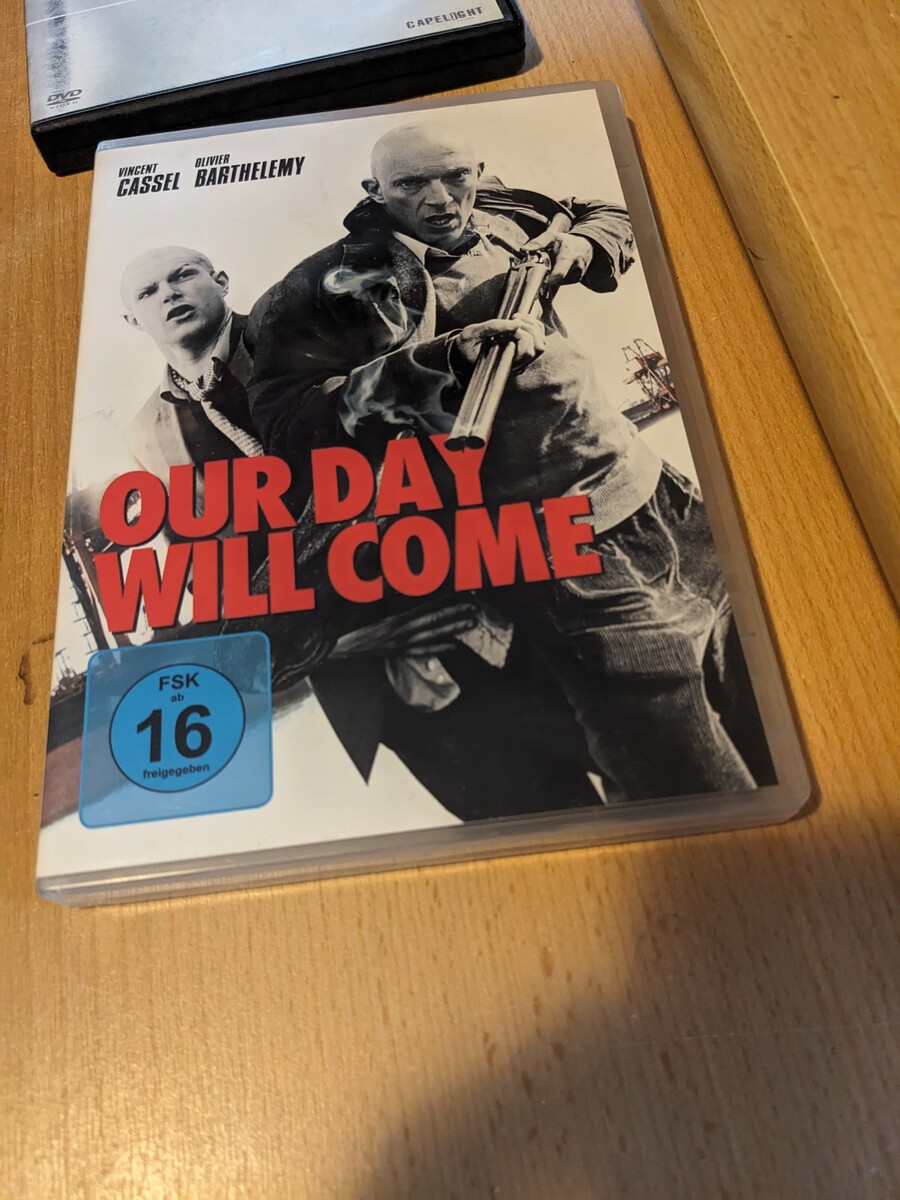 CAPELIGHT
DVD
VIDEO
VINCENT
CASSEL
OLIVIER
BARTHELEMY
OUR DAY
WILL COME
FSK
ab
16
freigegeben